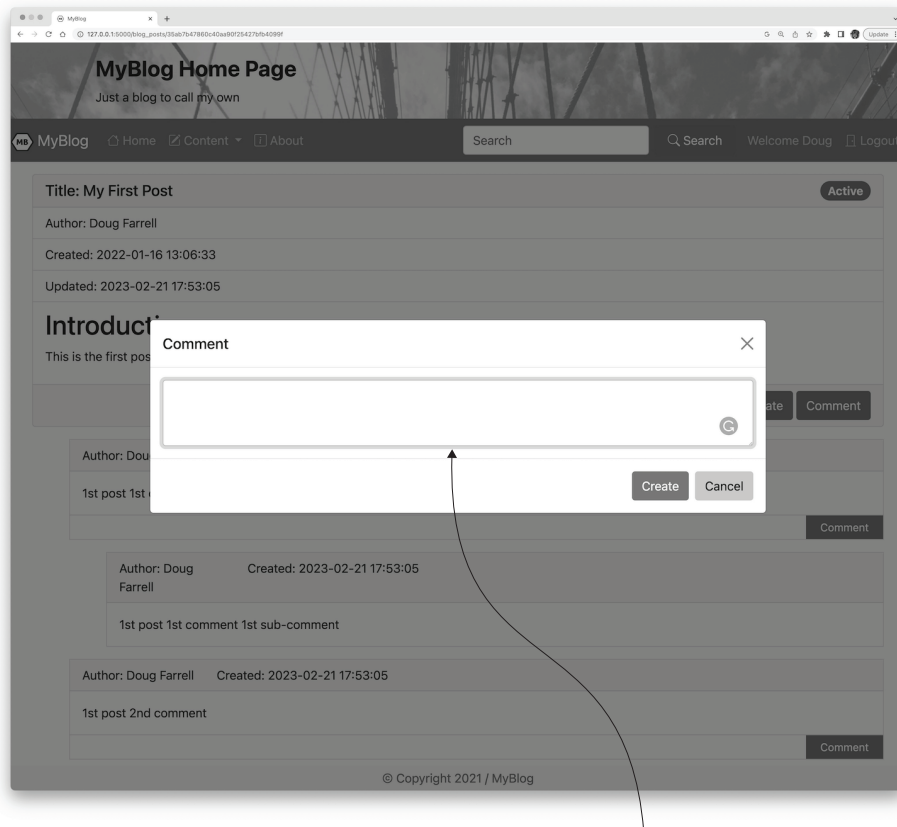 MyBlog
127.0.0.1:5000/blog_posts/35ab7b47860c40aa90f25427bfb4099f
Update
MyBlog Home Page
Just a blog to call my own
MB MyBlog Home Content About Search Search Welcome Doug Logout
Title: My First Post Active
Author: Doug Farrell
Created: 2022-01-16 13:06:33
Updated: 2023-02-21 17:53:05
This is the first
Comment
Comment
Author:
1st post 1st
Create Cancel
Comment
Author: Doug Created: 2023-02-21 17:53:05
Farrell
1st post 1st comment 1st sub-comment
Author: Doug Farrell Created: 2023-02-21 17:53:05
1st post 2nd comment
Comment
© Copyright 2021 / MyBlog